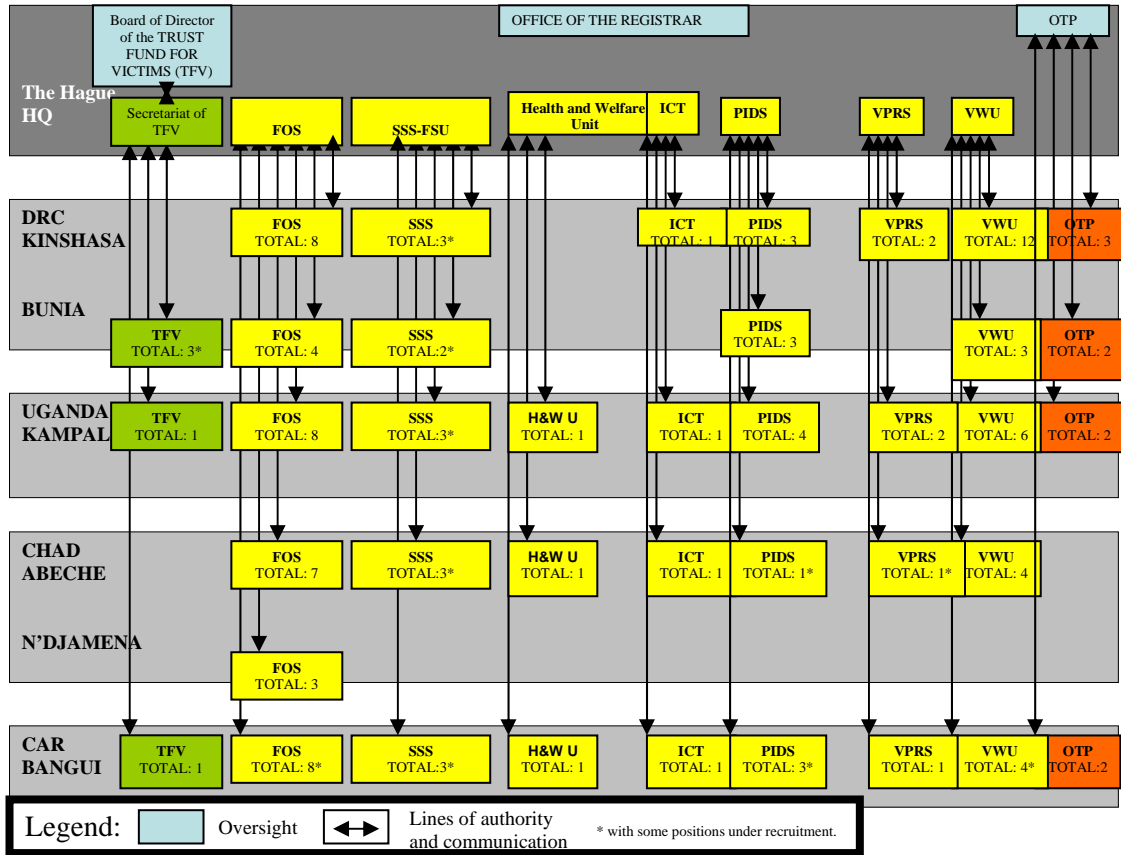 Board of Director
of the TRUST
FUND FOR
VICTIMS (TFV)
OFFICE OF THE REGISTRAR
OTP
The Hague
HQ
Secretariat of
TFV
FOS
SSS-FSU
Health and Welfare
Unit
ICT
PIDS
VPRS
VWU
DRC
KINSHASA
FOS
TOTAL: 8
SSS
TOTAL:3*
ICT
TOTAL: 1
PIDS
TOTAL: 3
VPRS
TOTAL: 2
VWU
TOTAL: 12
OTP
TOTAL: 3
BUNIA
TFV
TOTAL: 3*
FOS
TOTAL: 4
SSS
TOTAL:2*
PIDS
TOTAL: 3
VWU
TOTAL: 3
OTP
TOTAL: 2
UGANDA
KAMPAL
TFV
TOTAL: 1
FOS
TOTAL: 8
SSS
TOTAL:3*
H&W U
TOTAL: 1
ICT
TOTAL: 1
PIDS
TOTAL: 4
VPRS
TOTAL: 2
VWU
TOTAL: 6
OTP
TOTAL: 2
CHAD
ABECHE
FOS
TOTAL: 7
SSS
TOTAL:3*
H&W U
TOTAL: 1
ICT
TOTAL: 1
PIDS
TOTAL: 1*
VPRS
TOTAL: 1*
VWU
TOTAL: 4
N'DJAMENA
FOS
TOTAL: 3
CAR
BANGUI
TFV
TOTAL: 1
FOS
TOTAL: 8*
SSS
TOTAL:3*
H&W U
TOTAL: 1
ICT
TOTAL: 1
PIDS
TOTAL: 3*
VPRS
TOTAL: 1
VWU
TOTAL: 4*
OTP
TOTAL:2
Legend:
Oversight
Lines of authority
and communication
* with some positions under recruitment.